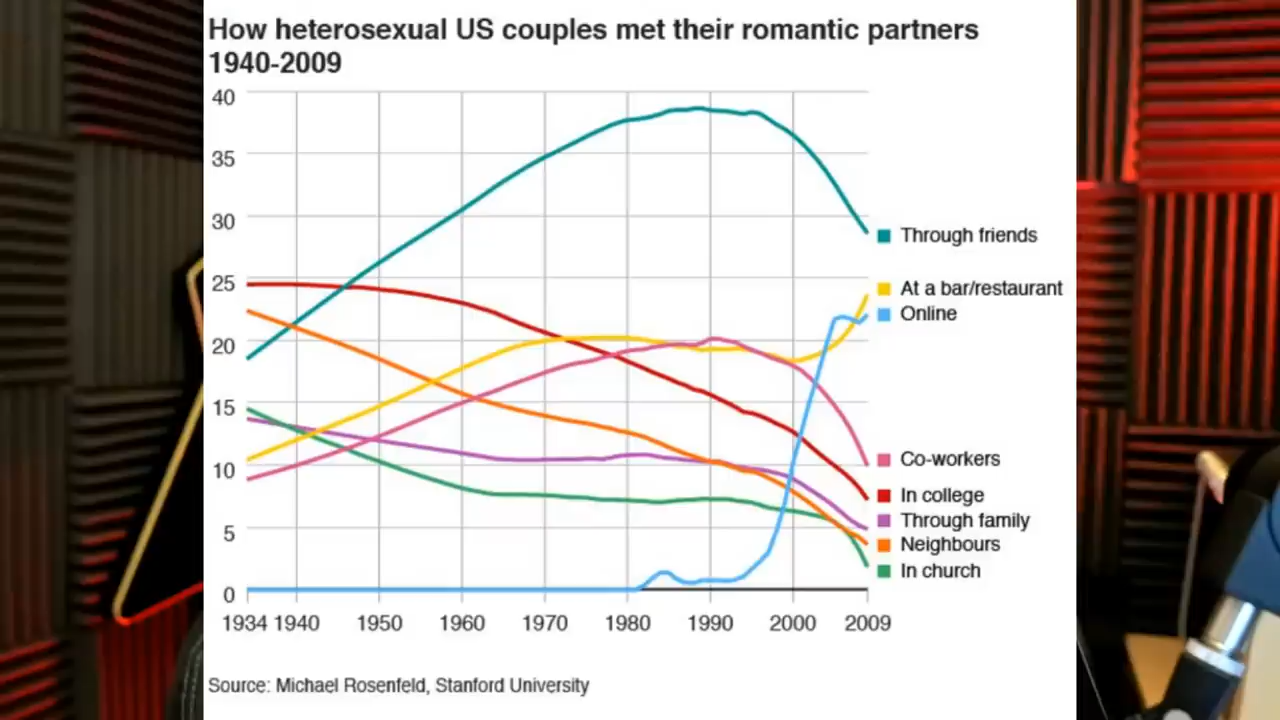 How heterosexual US couples met their romantic partners
1940-2009
40
35
30
25
20
15
10
5
0
1934 1940 1950 1960 1970 1980 1990 2000 2009
Through friends
At a bar/restaurant
Online
Co-workers
In college
Through family
Neighbours
In church
Source: Michael Rosenfeld, Stanford University